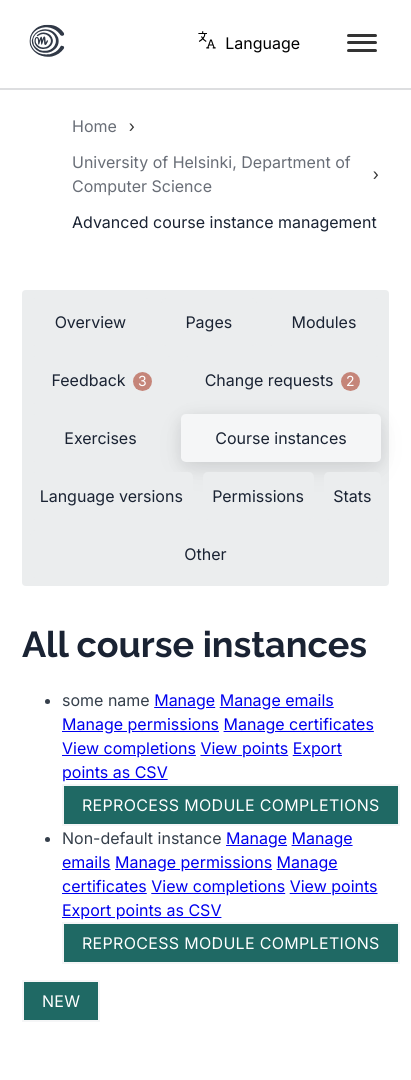 Language
Home ›
University of Helsinki, Department of
Computer Science ›
Advanced course instance management
Overview Pages Modules
Feedback 3 Change requests 2
Exercises Course instances
Language versions Permissions Stats
Other
All course instances
• some name Manage Manage emails
Manage permissions Manage certificates
View completions View points Export
points as CSV
REPROCESS MODULE COMPLETIONS
• Non-default instance Manage Manage
emails Manage permissions Manage
certificates View completions View points
Export points as CSV
REPROCESS MODULE COMPLETIONS
NEW